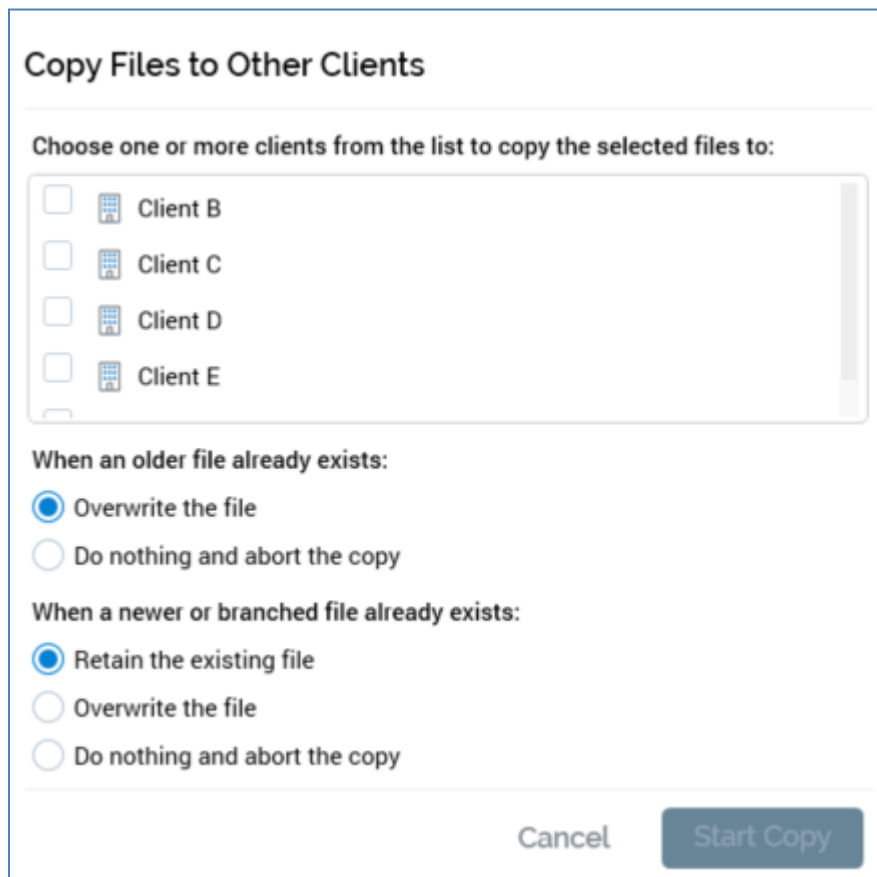 Copy Files to Other Clients
Choose one or more clients from the list to copy the selected files to:
Client B
Client C
Client D
Client E
When an older file already exists:
Overwrite the file
Do nothing and abort the copy
When a newer or branched file already exists:
Retain the existing file
Overwrite the file
Do nothing and abort the copy
Cancel
Start Copy